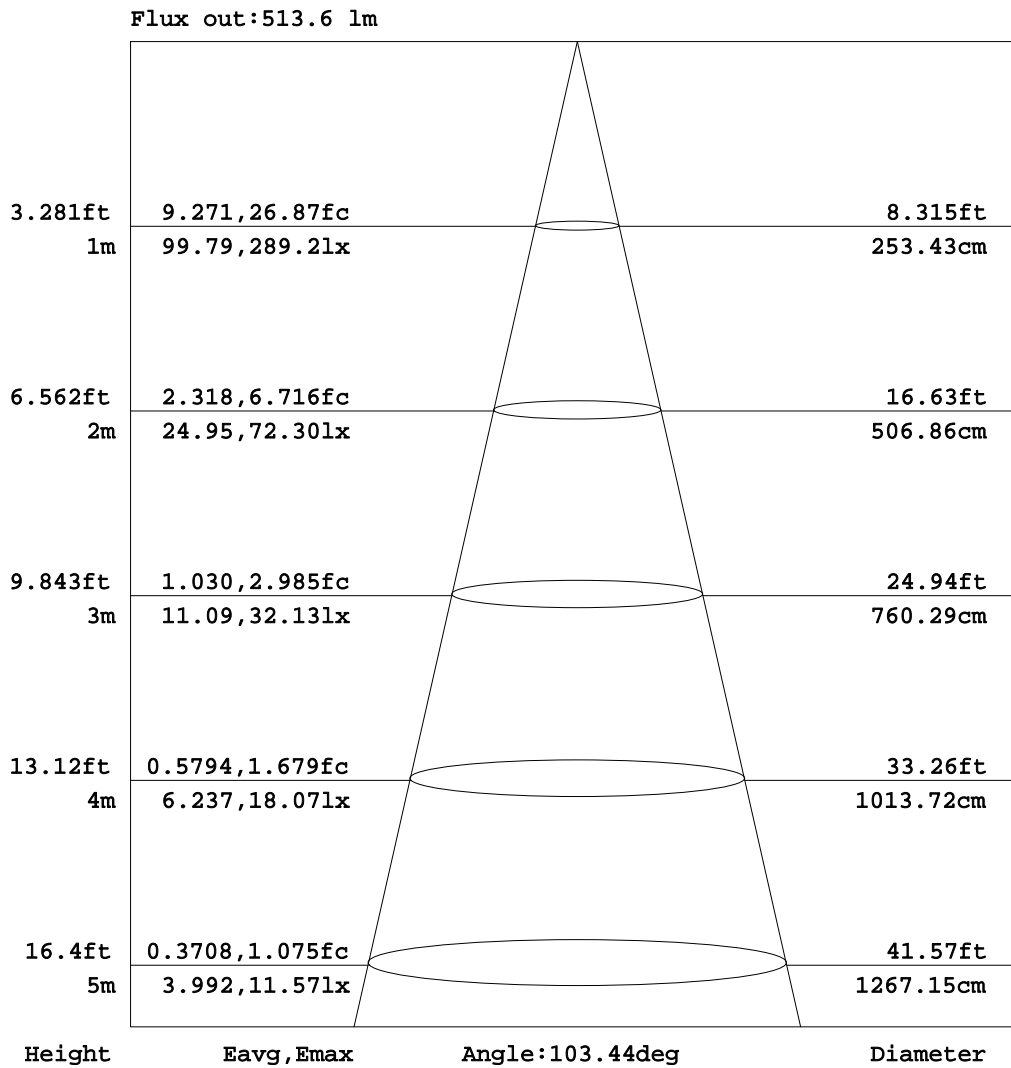 Flux out:513.6 lm
3.281ft 9.271,26.87fc 8.315ft
1m 99.79,289.2lx 253.43cm
6.562ft 2.318,6.716fc 16.63ft
2m 24.95,72.30lx 506.86cm
9.843ft 1.030,2.985fc 24.94ft
3m 11.09,32.13lx 760.29cm
13.12ft 0.5794,1.679fc 33.26ft
4m 6.237,18.07lx 1013.72cm
16.4ft 0.3708,1.075fc 41.57ft
5m 3.992,11.57lx 1267.15cm
Height Eavg,Emax Angle:103.44deg Diameter